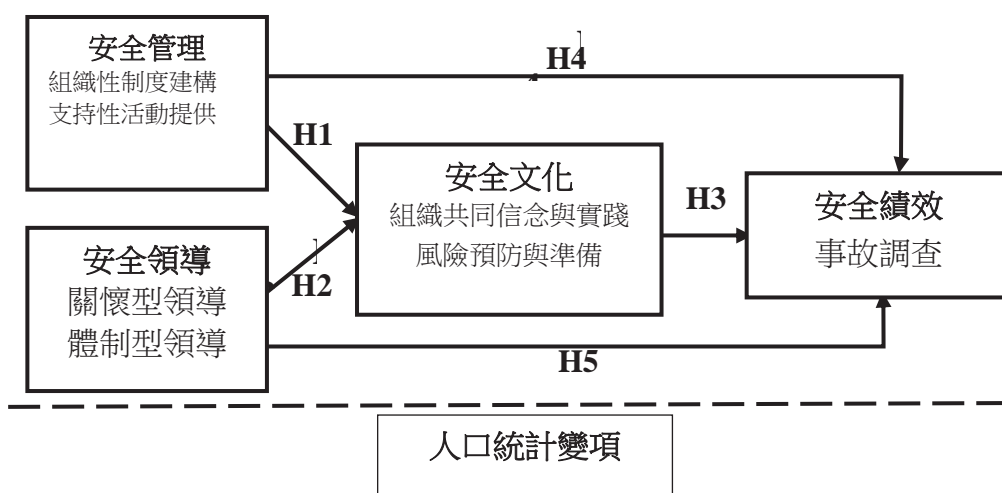 安全管理
組織性制度建構
支持性活動提供
H4
H1
安全文化
組織共同信念與實踐
風險預防與準備
H3
安全績效
事故調查
安全領導
關懷型領導
體制型領導
H2
H5
人口統計變項